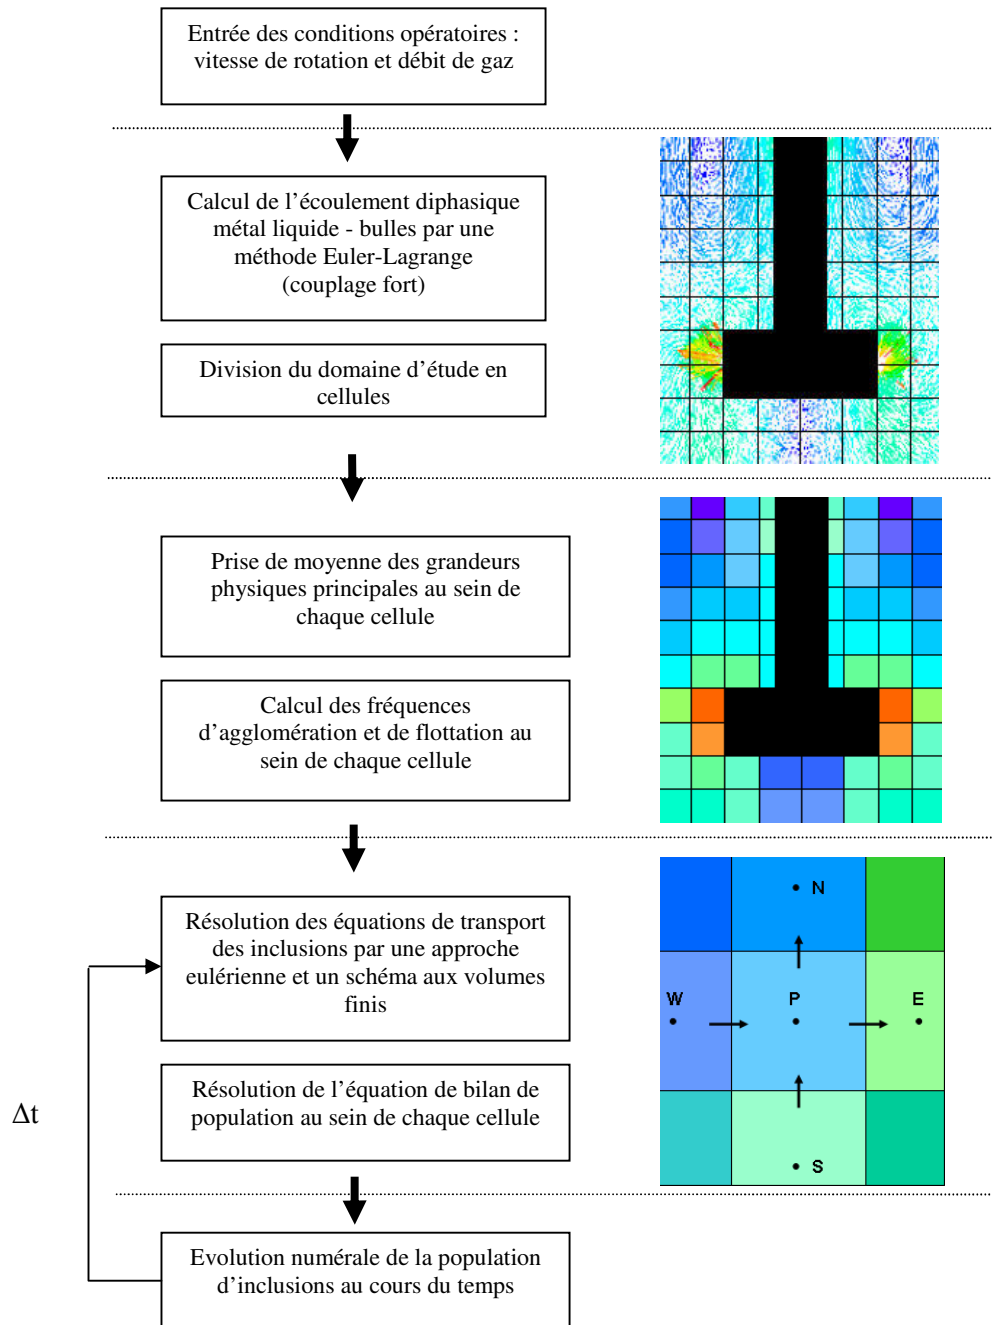 Entrée des conditions opératoires :
vitesse de rotation et débit de gaz
Calcul de l’écoulement diphasique
métal liquide - bulles par une
méthode Euler-Lagrange
(couplage fort)
Division du domaine d’étude en
cellules
Prise de moyenne des grandeurs
physiques principales au sein de
chaque cellule
Calcul des fréquences
d’agglomération et de flottation au
sein de chaque cellule
Résolution des équations de transport
des inclusions par une approche
eulérienne et un schéma aux volumes
finis
Résolution de l’équation de bilan de
population au sein de chaque cellule
Δt
Evolution numérale de la population
d’inclusions au cours du temps
N
W
P
E
S